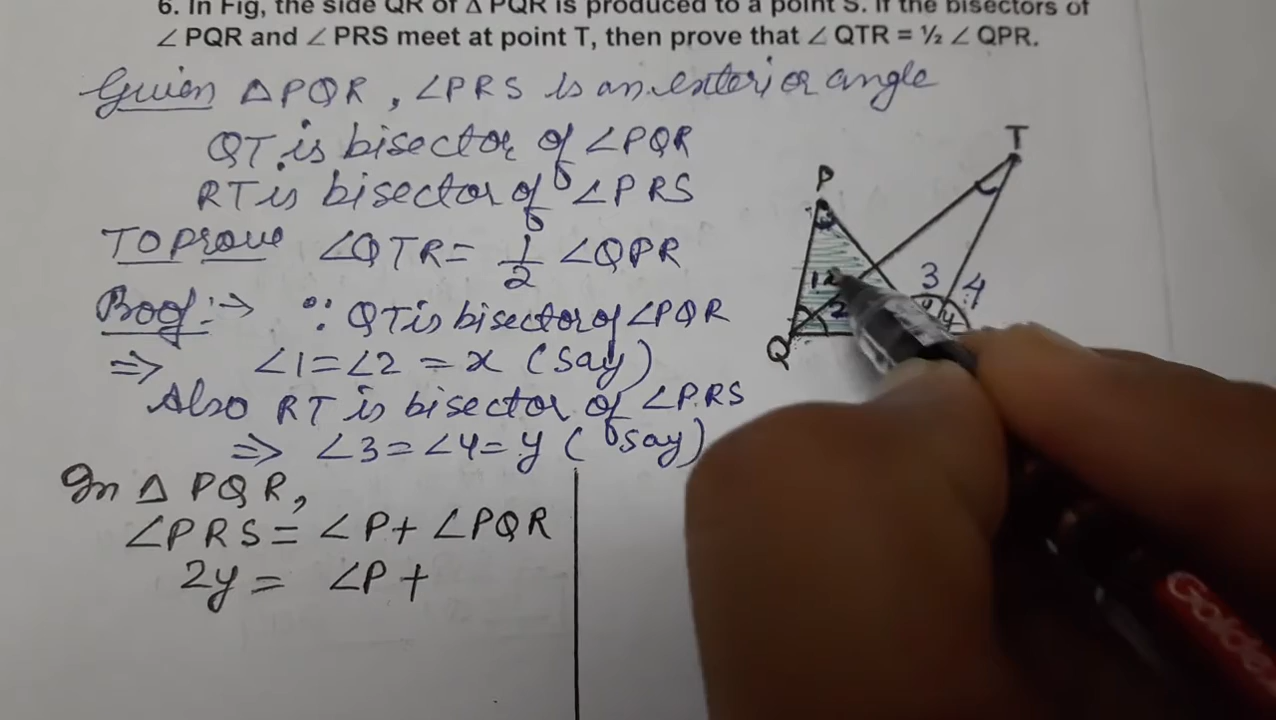 6. In Fig, the side QR of Δ PQR is produced to a point S. If the bisectors of
∠ PQR and ∠ PRS meet at point T, then prove that ∠ QTR = ½ ∠ QPR.
Given △PQR, ∠PRS is an exterior angle
QT is bisector of ∠PQR
RT is bisector of ∠PRS
TO prove ∠QTR = 1/2 ∠QPR
Proof :→ ∵ QT is bisector of ∠PQR
⇒ ∠1 = ∠2 = x (say)
Also RT is bisector of ∠PRS
⇒ ∠3 = ∠4 = y (say)
In △ PQR,
∠PRS = ∠P + ∠PQR
2y = ∠P +
T
P
3
4
1
2
y
Q
Golde